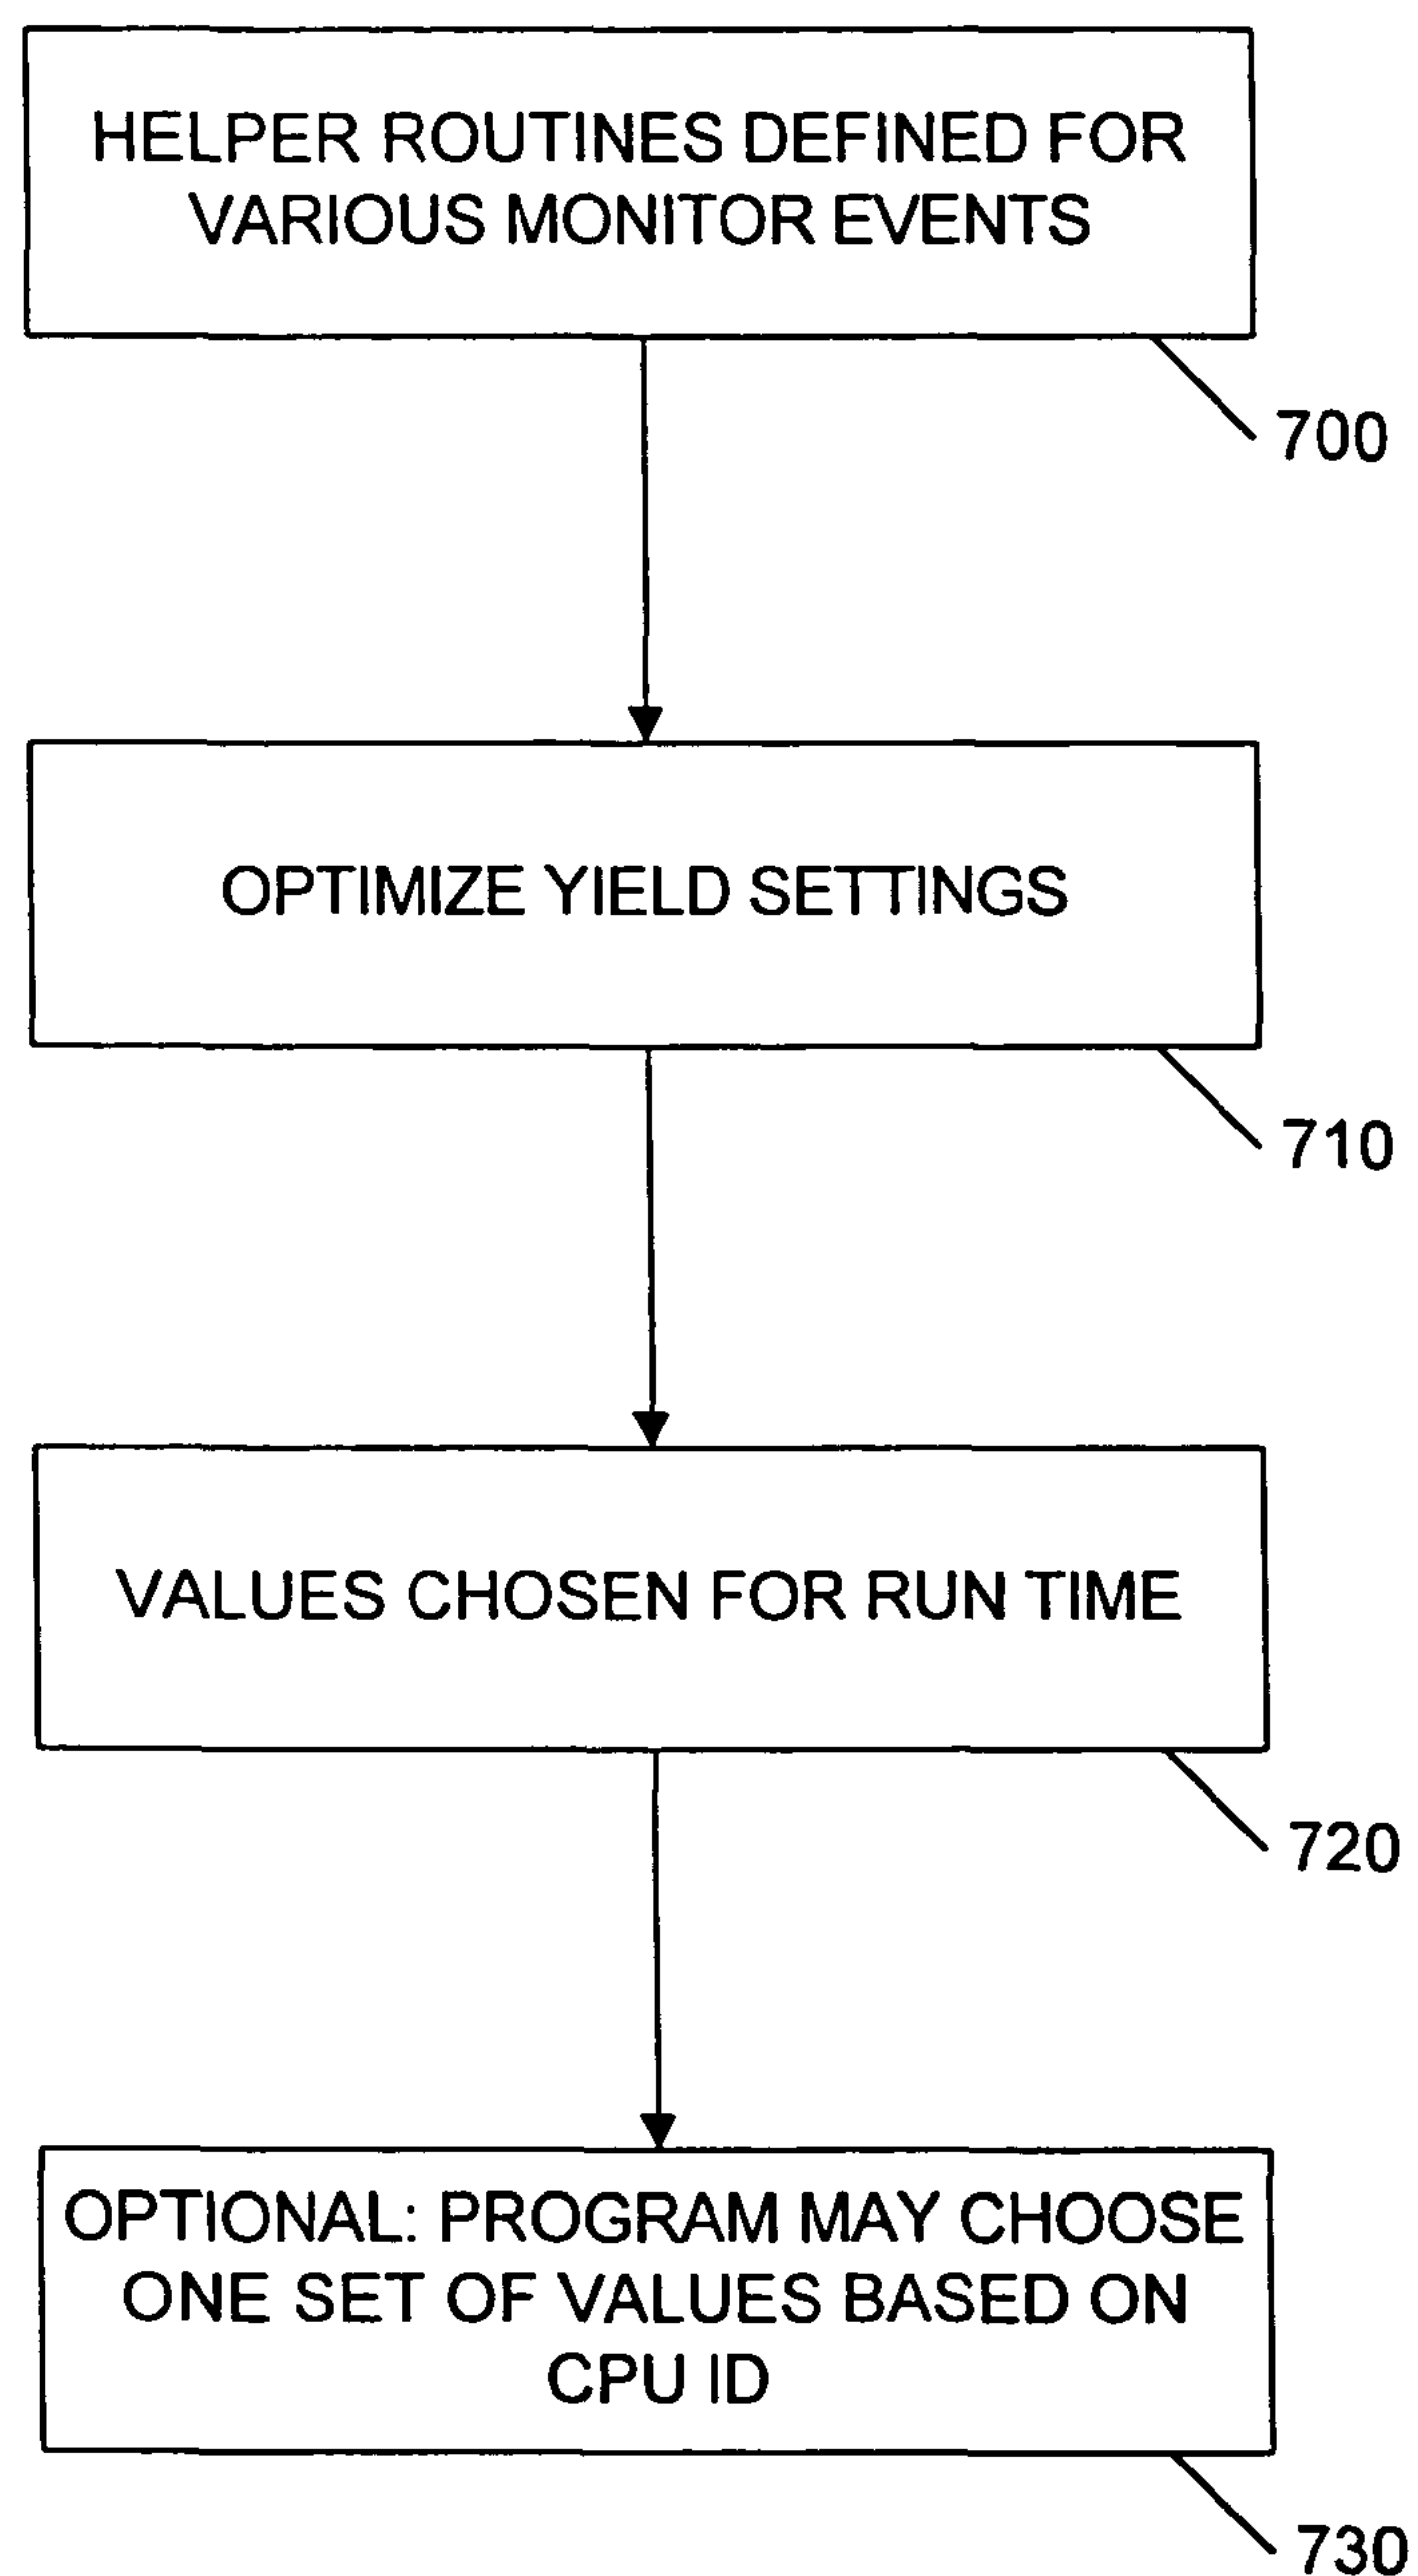 HELPER ROUTINES DEFINED FOR
VARIOUS MONITOR EVENTS
700
OPTIMIZE YIELD SETTINGS
710
VALUES CHOSEN FOR RUN TIME
720
OPTIONAL: PROGRAM MAY CHOOSE
ONE SET OF VALUES BASED ON
CPU ID
730